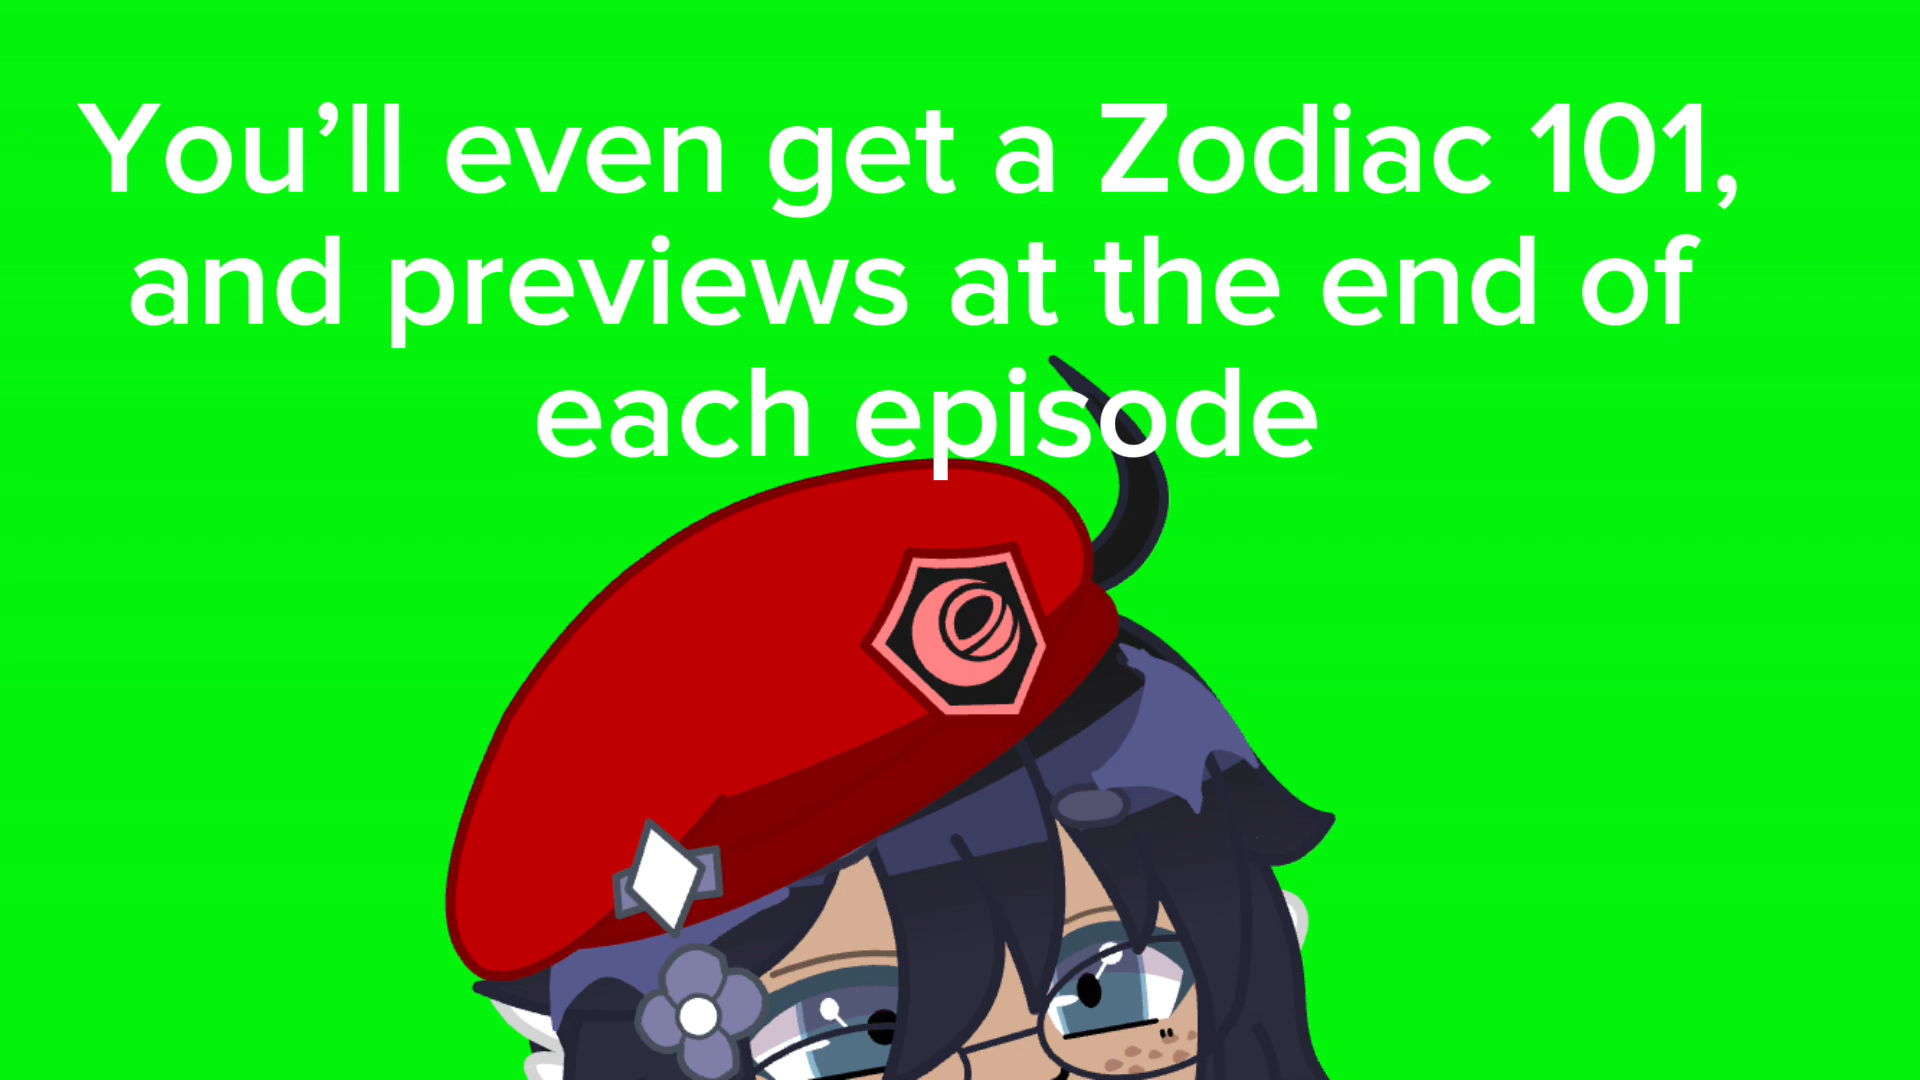 You’ll even get a Zodiac 101,
and previews at the end of
each episode